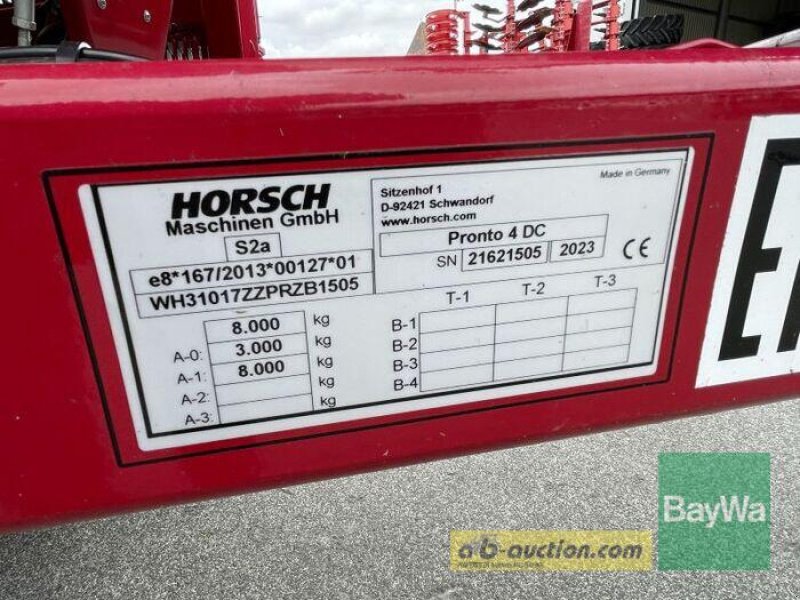 HORSCH
Maschinen GmbH
S2a
e8*167/2013*00127*01
WH31017ZZPRZB1505
Sitzenhof 1
D-92421 Schwandorf
www.horsch.com
Made in Germany
Pronto 4 DC
SN 21621505 2023 CE
8.000 kg
A-0: 3.000 kg
A-1: 8.000 kg
A-2: kg
A-3: kg
T-1 T-2 T-3
B-1
B-2
B-3
B-4
BayWa
ab-auction.com